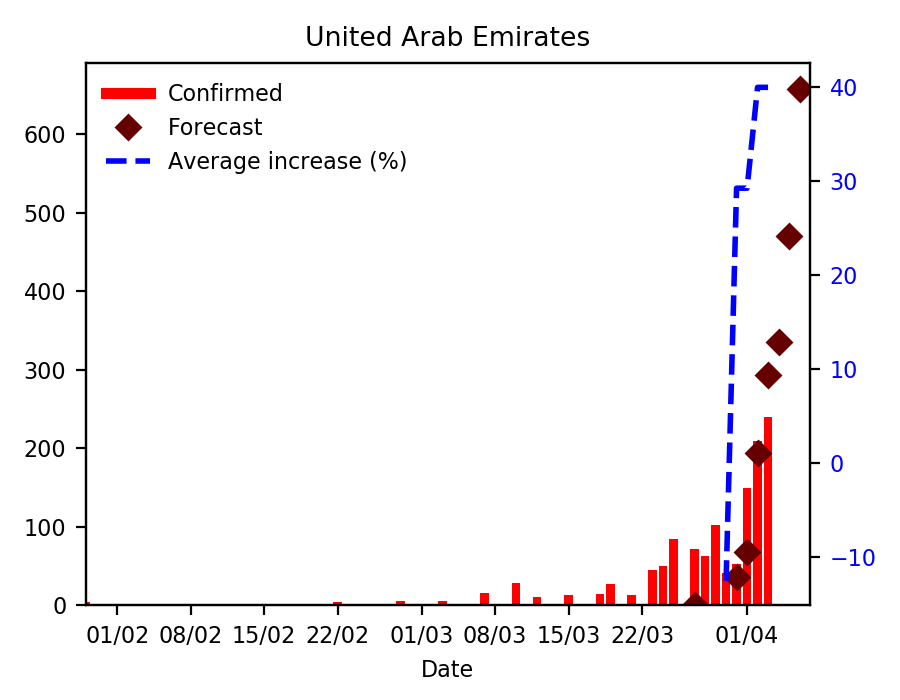 United Arab Emirates
Confirmed
Forecast
Average increase (%)
600
500
400
300
200
100
0
40
30
20
10
0
−10
01/02 08/02 15/02 22/02 01/03 08/03 15/03 22/03 01/04
Date